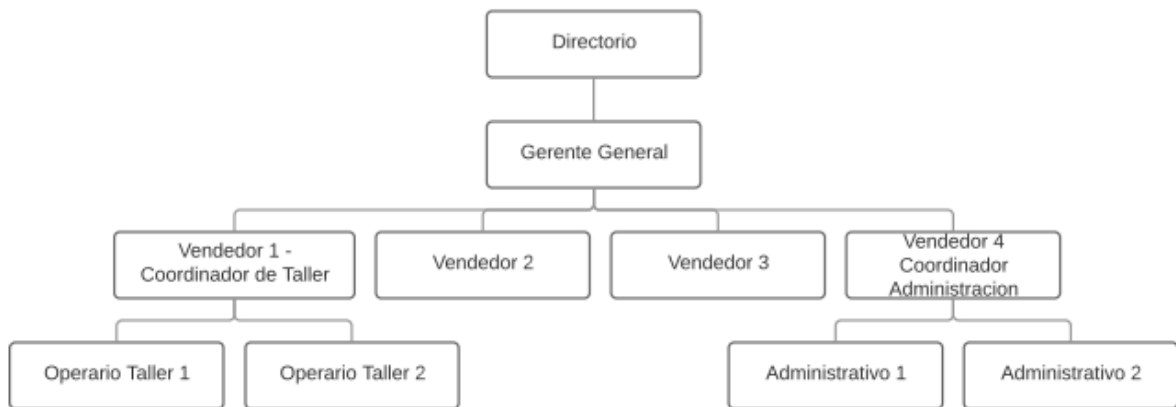 Directorio
Gerente General
Vendedor 1 -
Coordinador de Taller
Vendedor 2
Vendedor 3
Vendedor 4
Coordinador
Administracion
Operario Taller 1
Operario Taller 2
Administrativo 1
Administrativo 2